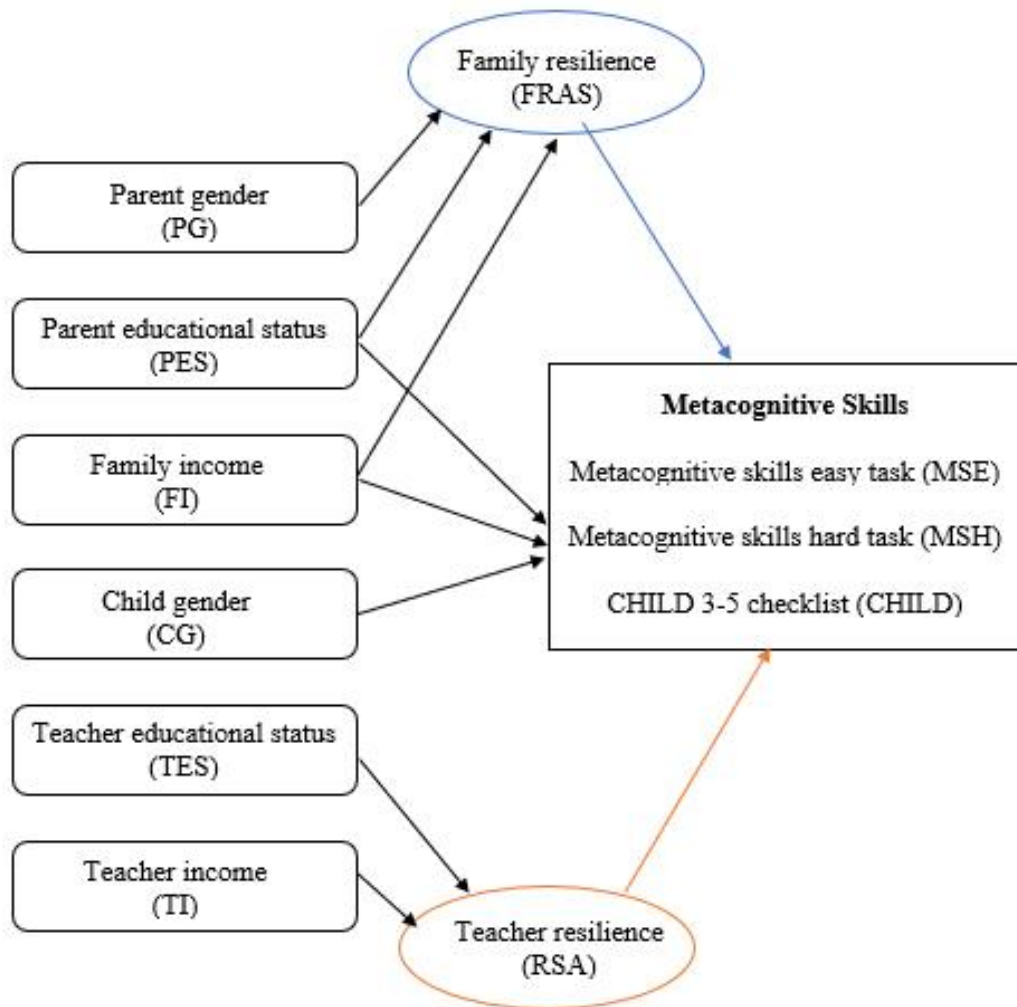 Family resilience
(FRAS)
Parent gender
(PG)
Parent educational status
(PES)
Family income
(FI)
Child gender
(CG)
Teacher educational status
(TES)
Teacher income
(TI)
Metacognitive Skills
Metacognitive skills easy task (MSE)
Metacognitive skills hard task (MSH)
CHILD 3-5 checklist (CHILD)
Teacher resilience
(RSA)